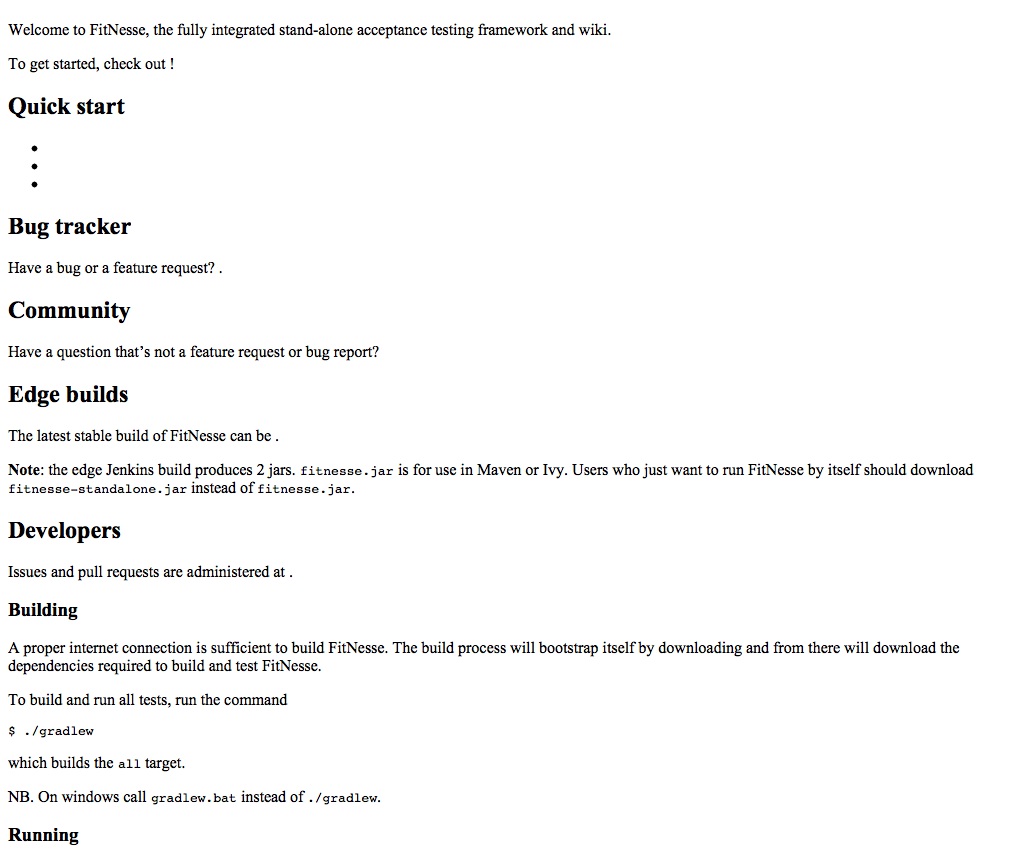 Welcome to FitNesse, the fully integrated stand-alone acceptance testing framework and wiki.
To get started, check out !
Quick start
Bug tracker
Have a bug or a feature request? .
Community
Have a question that’s not a feature request or bug report?
Edge builds
The latest stable build of FitNesse can be .
Note: the edge Jenkins build produces 2 jars. fitnesse.jar is for use in Maven or Ivy. Users who just want to run FitNesse by itself should download
fitnesse-standalone.jar instead of fitnesse.jar.
Developers
Issues and pull requests are administered at .
Building
A proper internet connection is sufficient to build FitNesse. The build process will bootstrap itself by downloading and from there will download the
dependencies required to build and test FitNesse.
To build and run all tests, run the command
$ ./gradlew
which builds the all target.
NB. On windows call gradlew.bat instead of ./gradlew.
Running